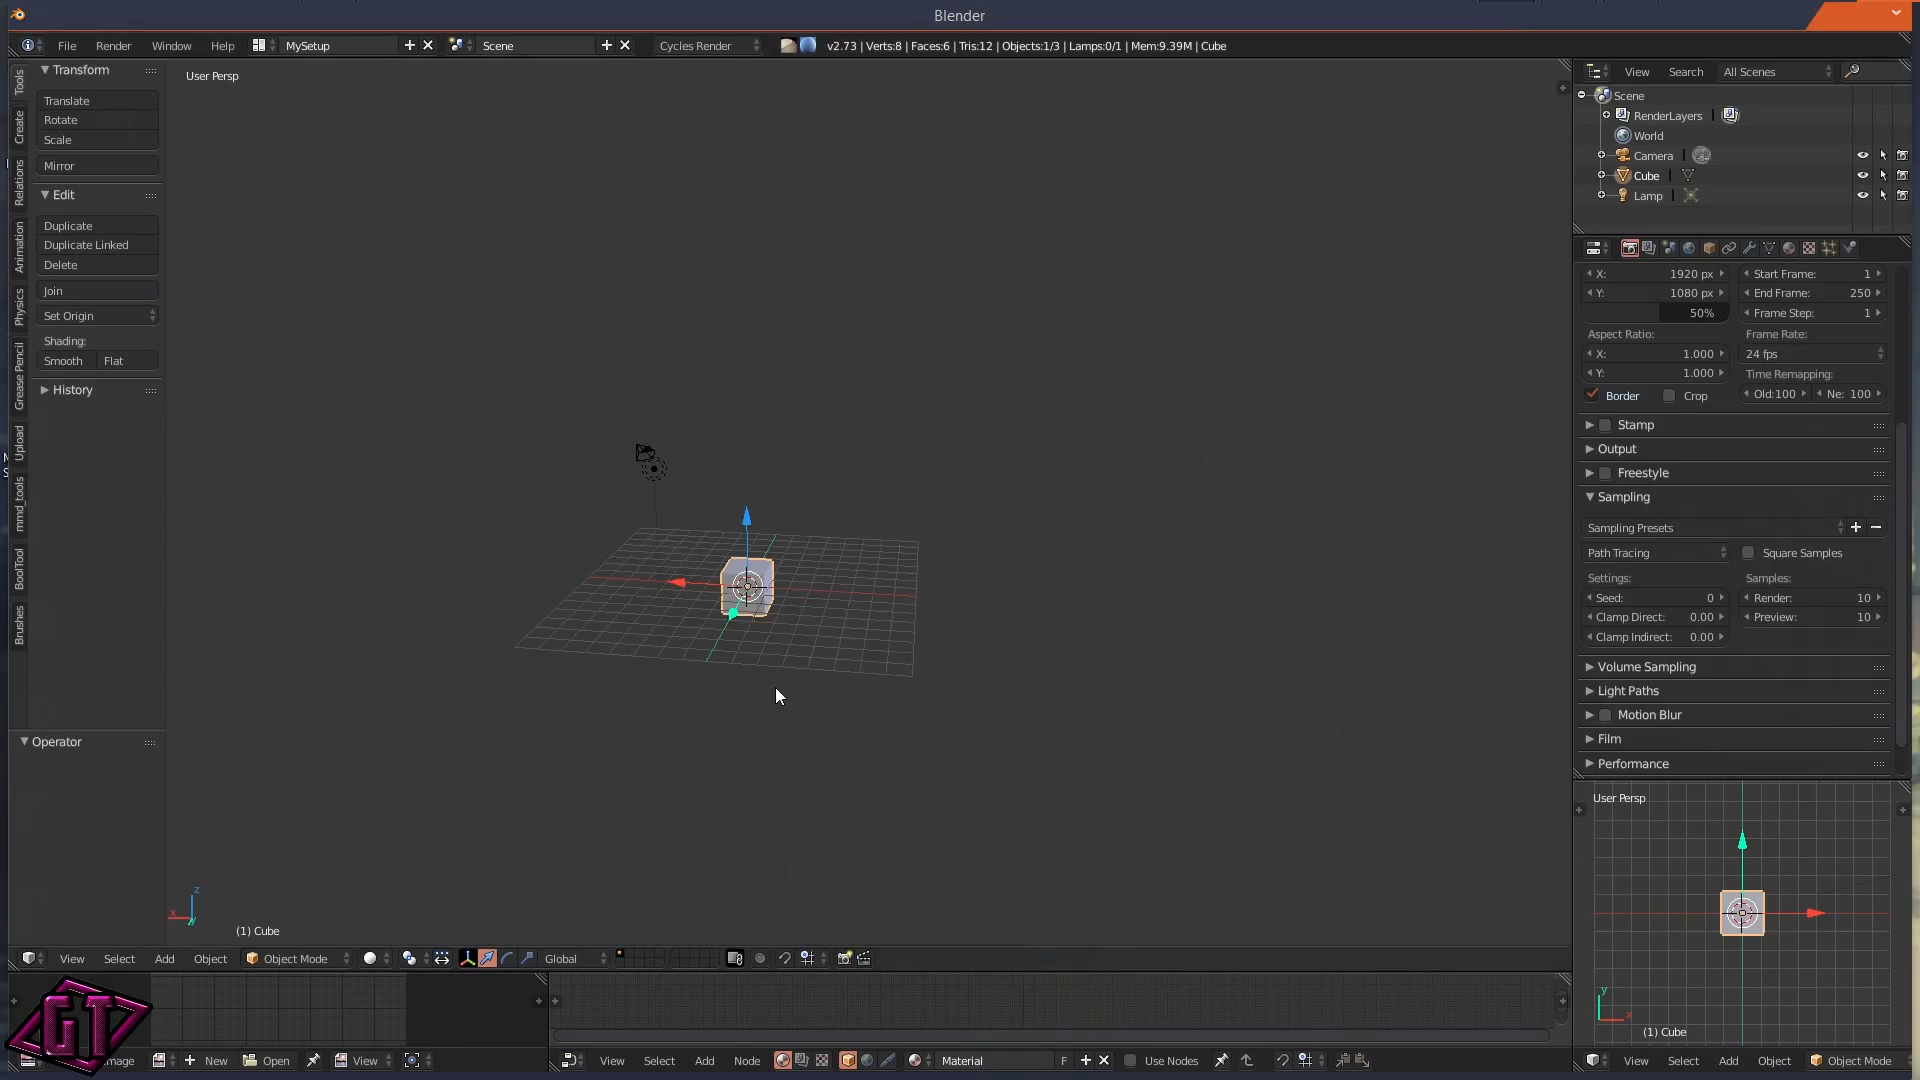 Blender
File Render Window Help MySetup Scene Cycles Render v2.73 | Verts:8 | Faces:6 | Tris:12 | Objects:1/3 | Lamps:0/1 | Mem:9.39M | Cube
Tools
Create
Relations
Animation
Physics
Grease Pencil
Upload
mmd_tools
BoolTool
Brushes
Transform
Translate
Rotate
Scale
Mirror
Edit
Duplicate
Duplicate Linked
Delete
Join
Set Origin
Shading:
Smooth Flat
History
Operator
User Persp
z
x
y
(1) Cube
View Select Add Object Object Mode Global
View Search All Scenes
Scene
RenderLayers
World
Camera
Cube
Lamp
X: 1920 px Start Frame: 1
Y: 1080 px End Frame: 250
50% Frame Step: 1
Aspect Ratio: Frame Rate:
X: 1.000 24 fps
Y: 1.000 Time Remapping:
Border Crop Old:100 Ne: 100
Stamp
Output
Freestyle
Sampling
Sampling Presets
Path Tracing Square Samples
Settings: Samples:
Seed: 0 Render: 10
Clamp Direct: 0.00 Preview: 10
Clamp Indirect: 0.00
Volume Sampling
Light Paths
Motion Blur
Film
Performance
User Persp
y
x
(1) Cube
GT
mage New Open View
View Select Add Node Material F Use Nodes
View Select Add Object Object Mode